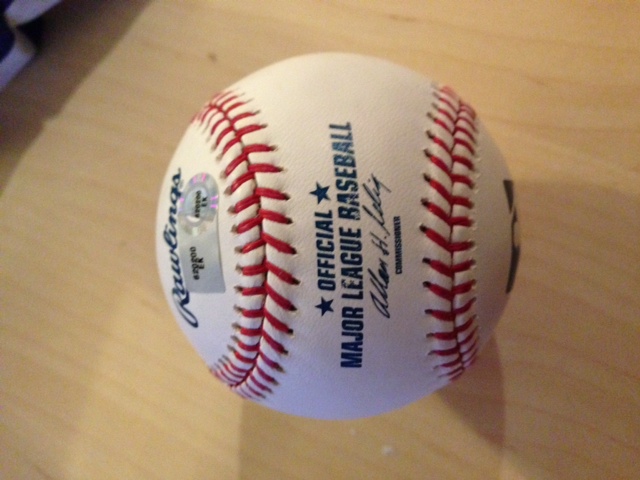 Rawlings
★ OFFICIAL ★
MAJOR LEAGUE BASEBALL
Allan H. Selig
COMMISSIONER